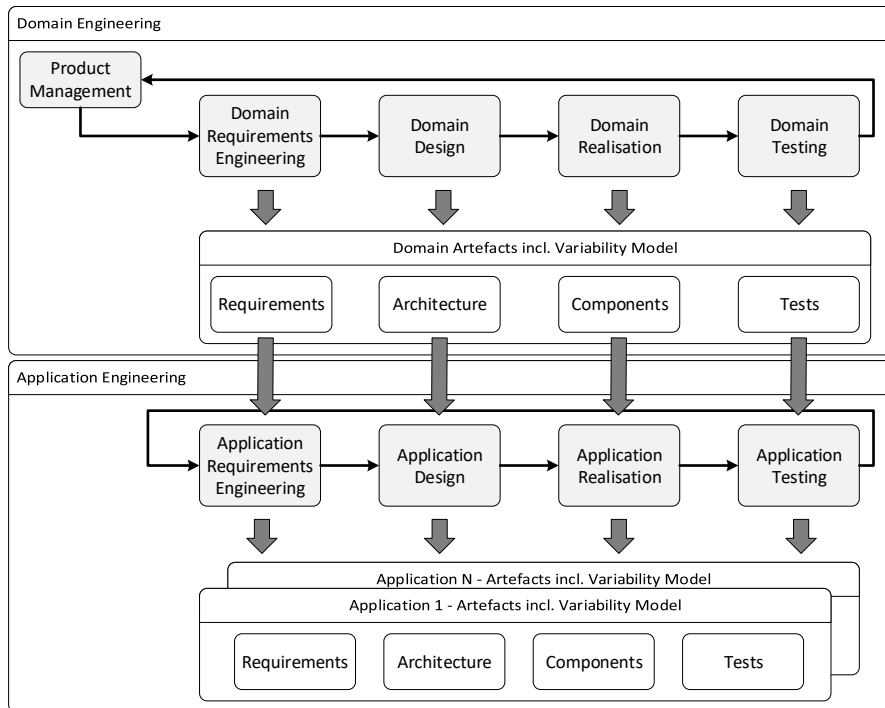 Domain Engineering
Product
Management
Domain
Requirements
Engineering
Domain
Design
Domain
Realisation
Domain
Testing
Domain Artefacts incl. Variability Model
Requirements
Architecture
Components
Tests
Application Engineering
Application
Requirements
Engineering
Application
Design
Application
Realisation
Application
Testing
Application N - Artefacts incl. Variability Model
Application 1 - Artefacts incl. Variability Model
Requirements
Architecture
Components
Tests